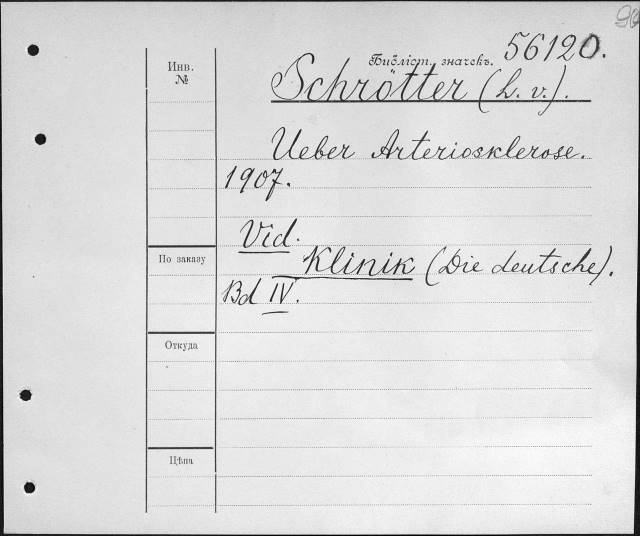 Библіот. значекъ. 56120.
Инв. №
Schrötter (L. v.).
Ueber Arteriosklerose.
1907.
Vid.
По заказу
Klinik (Die deutsche).
Bd IV.
Откуда
Цѣна